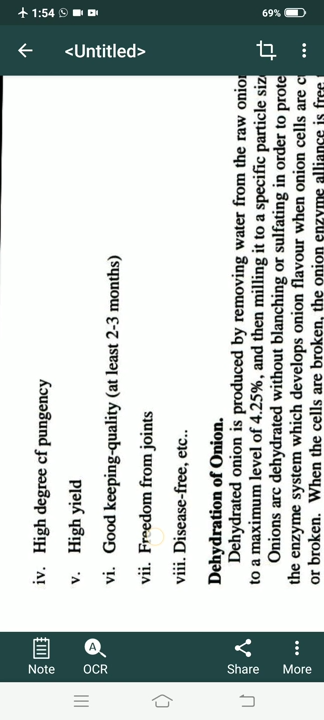 1:54
69%
<Untitled>
iv. High degree cf pungency
v. High yield
vi. Good keeping-quality (at least 2-3 months)
vii. Freedom from joints
viii. Disease-free, etc..
Dehydration of Onion.
Dehydrated onion is produced by removing water from the raw onion
to a maximum level of 4.25%, and then milling it to a specific particle
Onions arc dehydrated without blanching or sulfating in order to
the enzyme system which develops onion flavour when onion cells are
or broken. When the cells are broken, the onion enzyme alliance is free
Note
A
OCR
Share
More